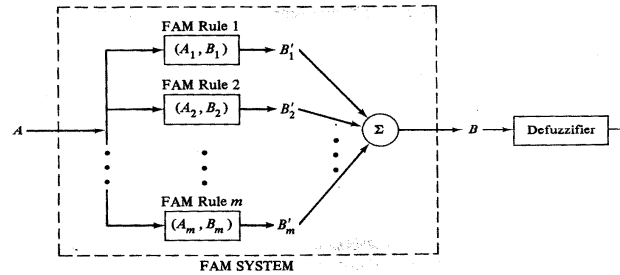 FAM Rule 1
(A₁, B₁)
B′₁
FAM Rule 2
(A₂, B₂)
B′₂
A
Σ
B
Defuzzifier
FAM Rule m
(Aₘ, Bₘ)
B′ₘ
FAM SYSTEM